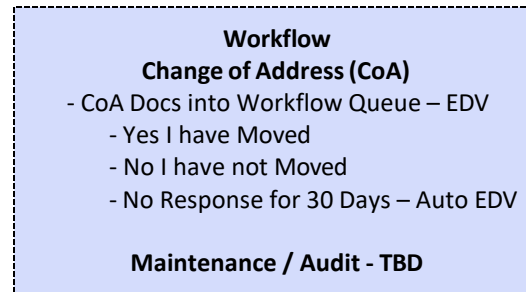 Workflow
Change of Address (CoA)
- CoA Docs into Workflow Queue – EDV
- Yes I have Moved
- No I have not Moved
- No Response for 30 Days – Auto EDV
Maintenance / Audit - TBD